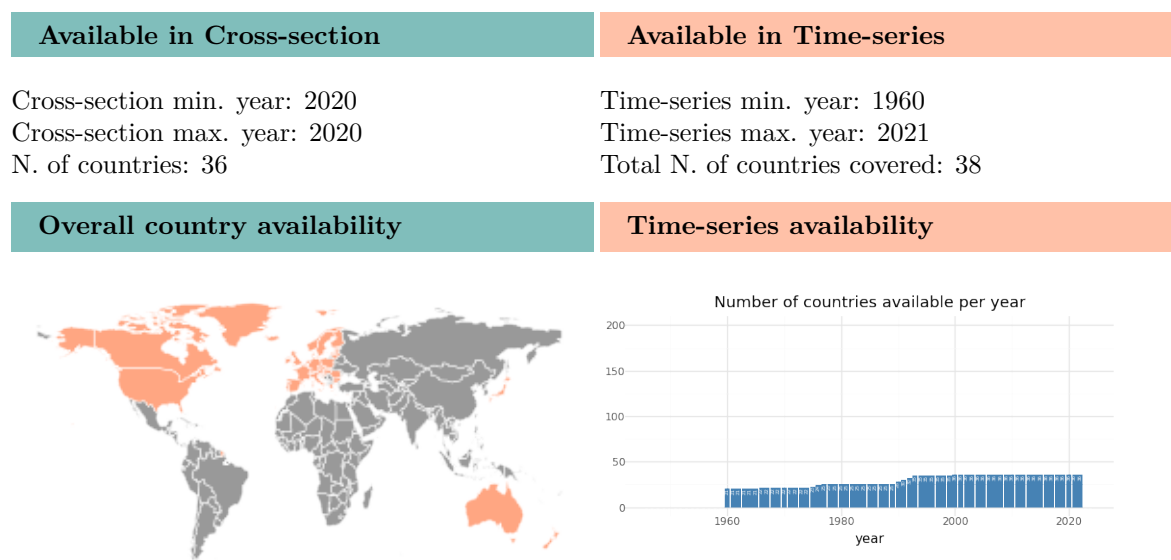 Available in Cross-section
Available in Time-series
Cross-section min. year: 2020
Cross-section max. year: 2020
N. of countries: 36
Time-series min. year: 1960
Time-series max. year: 2021
Total N. of countries covered: 38
Overall country availability
Time-series availability
Number of countries available per year
200
150
100
50
0
1960 1980 2000 2020
year